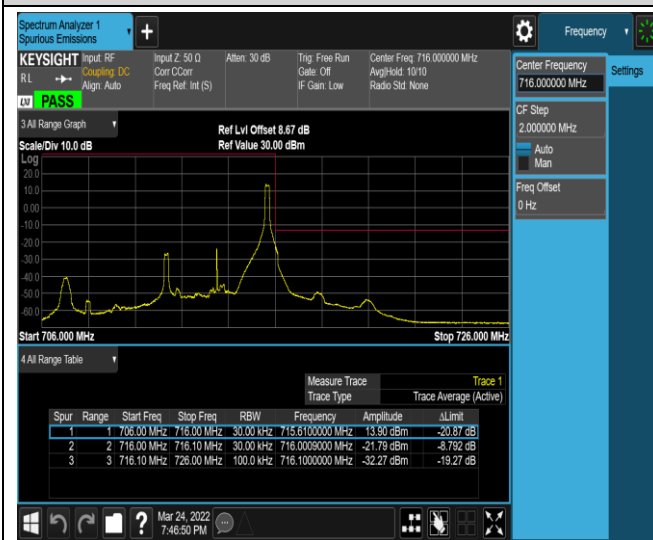 Spectrum Analyzer 1
Spurious Emissions
+
Frequency
KEYSIGHT
Input: RF
Coupling: DC
Align: Auto
Input Z: 50 Ω
Corr CCorr
Freq Ref: Int (S)
Atten: 30 dB
Trig: Free Run
Gate: Off
IF Gain: Low
Center Freq: 716.000000 MHz
Avg|Hold: 10/10
Radio Std: None
RL
LXI
PASS
Center Frequency
716.000000 MHz
Settings
CF Step
2.000000 MHz
Auto
Man
Freq Offset
0 Hz
3 All Range Graph
Scale/Div 10.0 dB
Ref Lvl Offset 8.67 dB
Ref Value 30.00 dBm
Log
20.0
10.0
0.00
-10.0
-20.0
-30.0
-40.0
-50.0
-60.0
Start 706.000 MHz
Stop 726.000 MHz
4 All Range Table
Measure Trace Trace 1
Trace Type Trace Average (Active)
Spur Range Start Freq Stop Freq RBW Frequency Amplitude ΔLimit
1 1 706.00 MHz 716.00 MHz 30.00 kHz 715.6100000 MHz 13.90 dBm -20.87 dB
2 2 716.00 MHz 716.10 MHz 30.00 kHz 716.0009000 MHz -21.79 dBm -8.792 dB
3 3 716.10 MHz 726.00 MHz 100.0 kHz 716.1000000 MHz -32.27 dBm -19.27 dB
?
Mar 24, 2022
7:46:50 PM